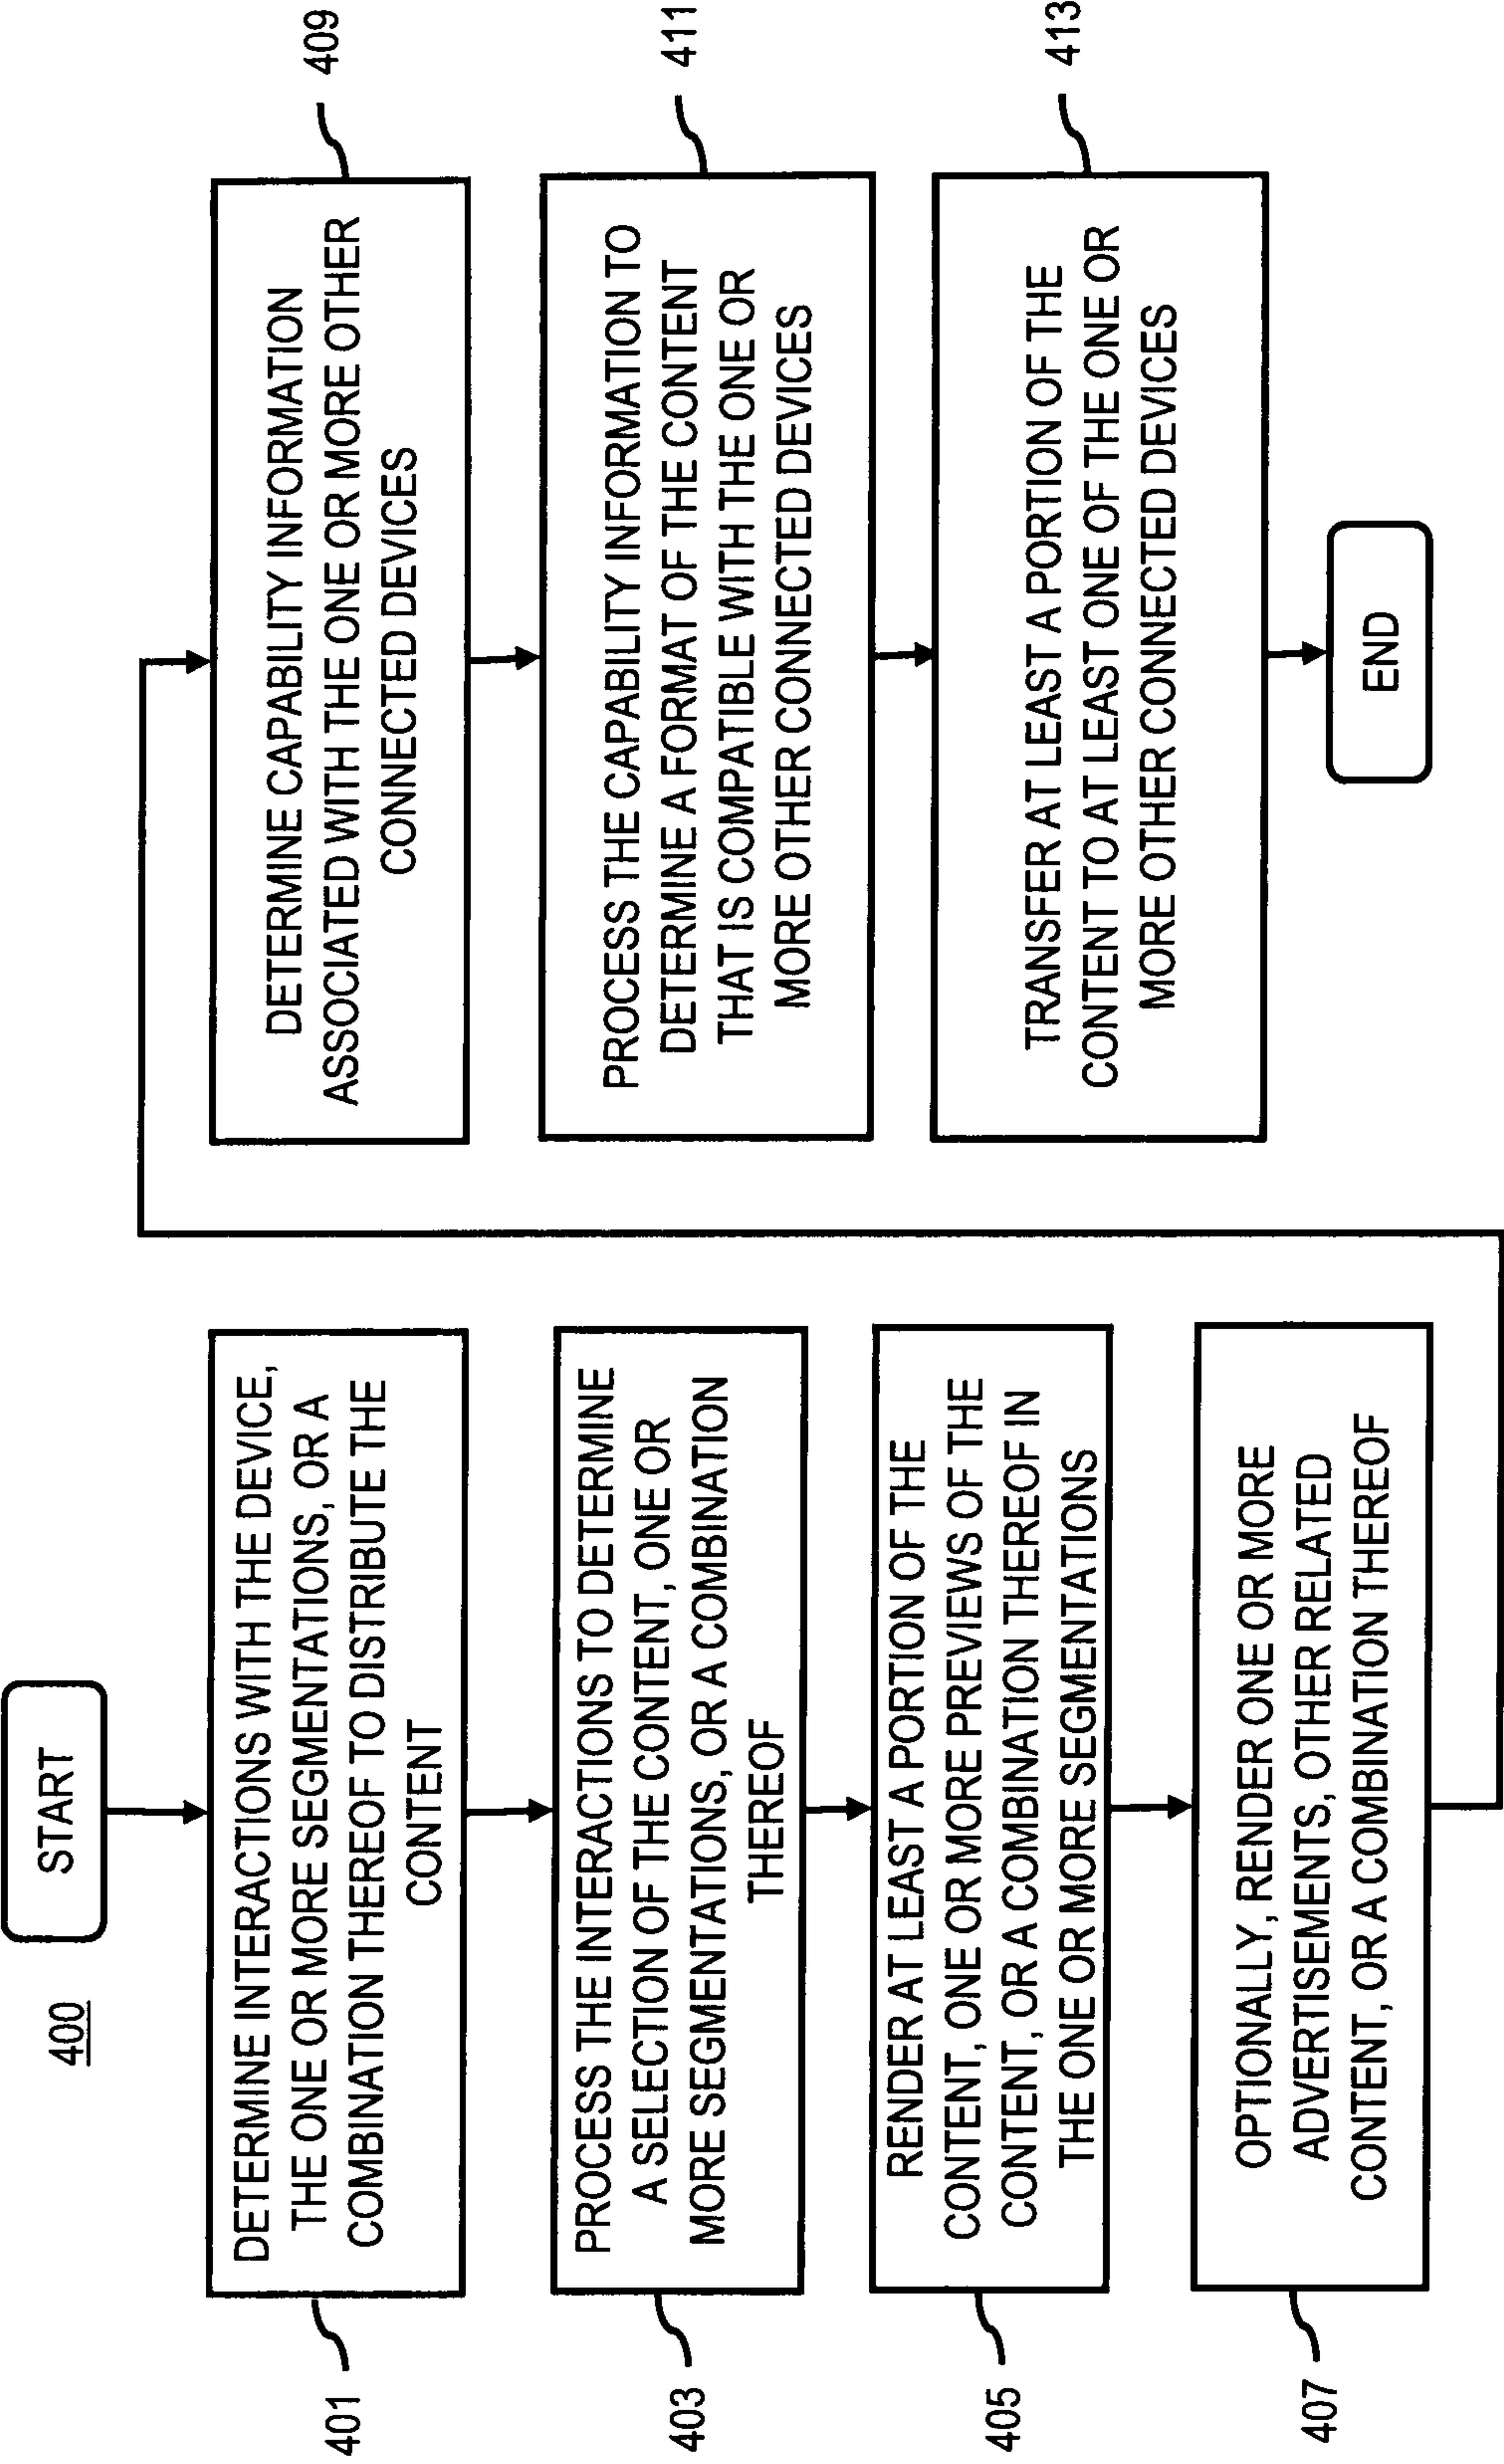 400
START
401
DETERMINE INTERACTIONS WITH THE DEVICE,
THE ONE OR MORE SEGMENTATIONS, OR A
COMBINATION THEREOF TO DISTRIBUTE THE
CONTENT
403
PROCESS THE INTERACTIONS TO DETERMINE
A SELECTION OF THE CONTENT, ONE OR
MORE SEGMENTATIONS, OR A COMBINATION
THEREOF
405
RENDER AT LEAST A PORTION OF THE
CONTENT, ONE OR MORE PREVIEWS OF THE
CONTENT, OR A COMBINATION THEREOF IN
THE ONE OR MORE SEGMENTATIONS
407
OPTIONALLY, RENDER ONE OR MORE
ADVERTISEMENTS, OTHER RELATED
CONTENT, OR A COMBINATION THEREOF
409
DETERMINE CAPABILITY INFORMATION
ASSOCIATED WITH THE ONE OR MORE OTHER
CONNECTED DEVICES
411
PROCESS THE CAPABILITY INFORMATION TO
DETERMINE A FORMAT OF THE CONTENT
THAT IS COMPATIBLE WITH THE ONE OR
MORE OTHER CONNECTED DEVICES
413
TRANSFER AT LEAST A PORTION OF THE
CONTENT TO AT LEAST ONE OF THE ONE OR
MORE OTHER CONNECTED DEVICES
END